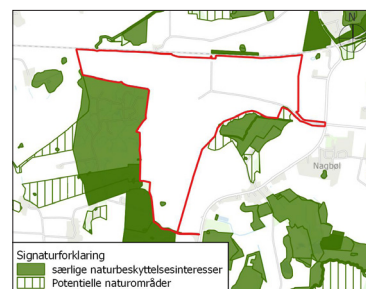 N
Nagbøl
Signaturforklaring
særlige naturbeskyttelsesinteresser
Potentielle naturområder